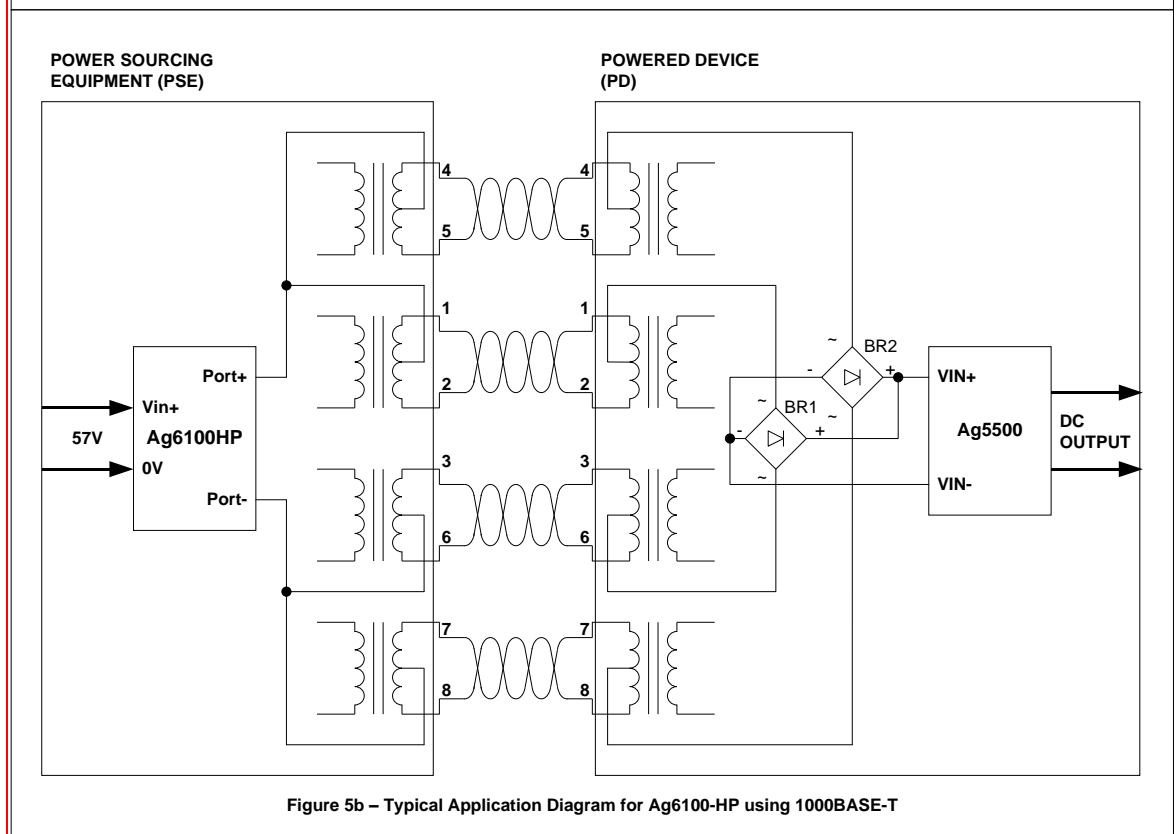 POWER SOURCING
EQUIPMENT (PSE)
POWERED DEVICE
(PD)
4
4
5
5
1
1
2
2
3
3
6
6
7
7
8
8
Port+
Vin+
57V
Ag6100HP
0V
Port-
~
BR2
-
+
~
BR1
~
-
+
~
VIN+
Ag5500
VIN-
DC
OUTPUT
Figure 5b – Typical Application Diagram for Ag6100-HP using 1000BASE-T